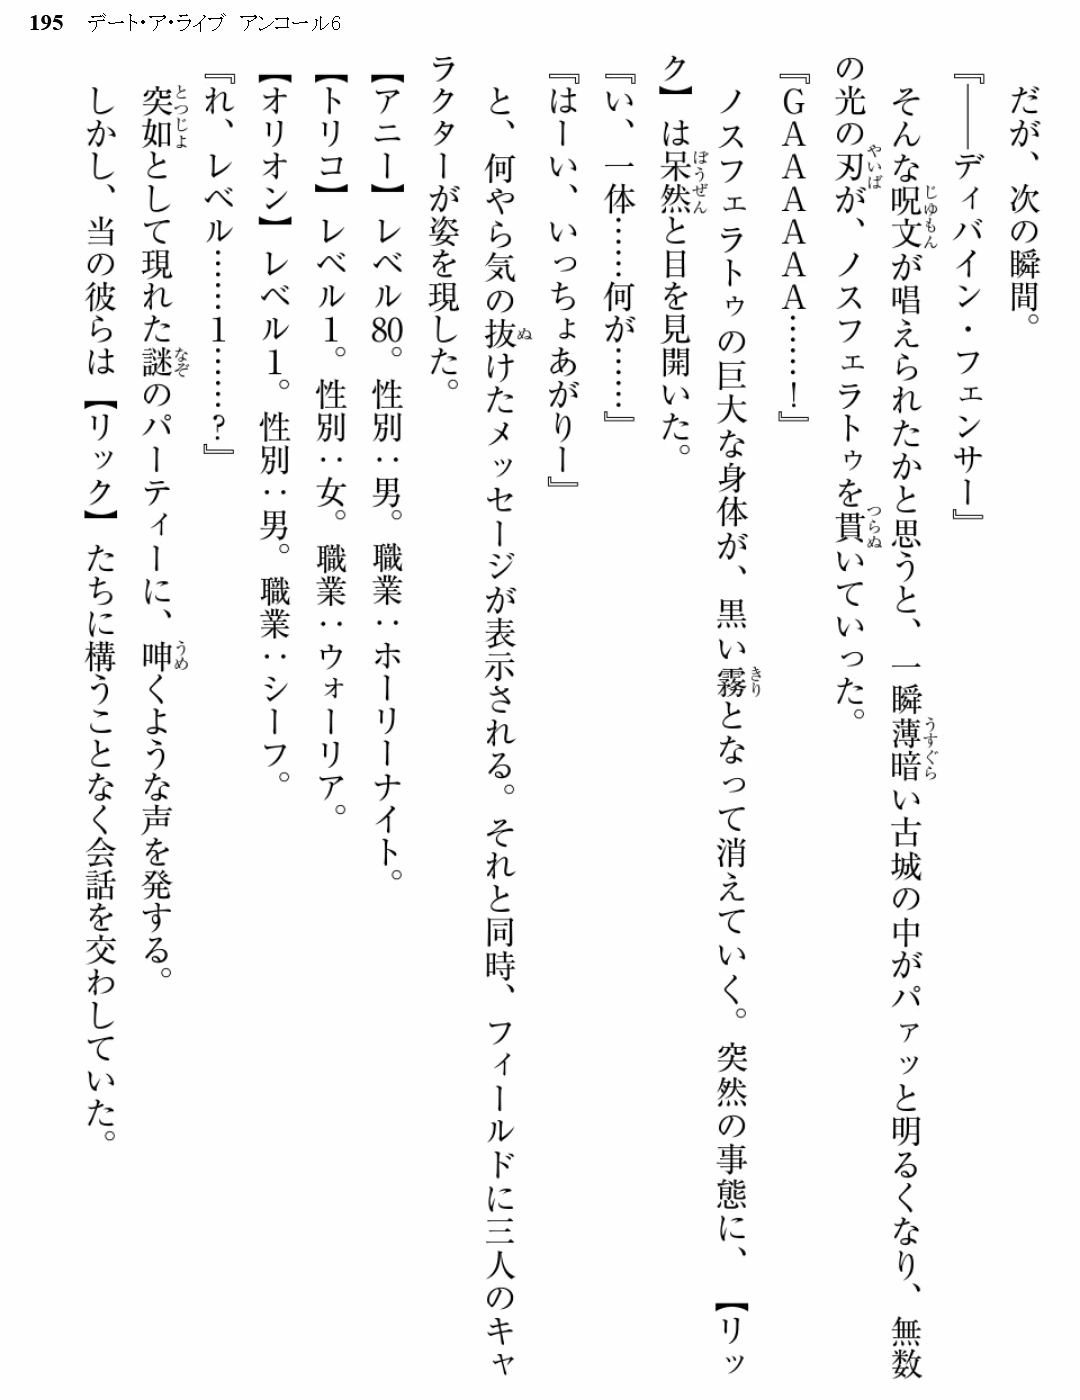 195 デート・ア・ライブ アンコール6
だが、次の瞬間。
『――ディバイン・フェンサー』
そんな呪文が唱えられたかと思うと、一瞬薄暗い古城の中がパァッと明るくなり、無数
の光の刃が、ノスフェラトゥを貫いていった。
『GAAAAAA……！』
ノスフェラトゥの巨大な身体が、黒い霧となって消えていく。突然の事態に、【リッ
ク】は呆然と目を見開いた。
『い、一体……何が……』
『はーい、いっちょあがりー』
と、何やら気の抜けたメッセージが表示される。それと同時、フィールドに三人のキャ
ラクターが姿を現した。
【アニー】レベル80。性別：男。職業：ホーリーナイト。
【トリコ】レベル1。性別：女。職業：ウォーリア。
【オリオン】レベル1。性別：男。職業：シーフ。
『れ、レベル……1……？』
突如として現れた謎のパーティーに、呻くような声を発する。
しかし、当の彼らは【リック】たちに構うことなく会話を交わしていた。